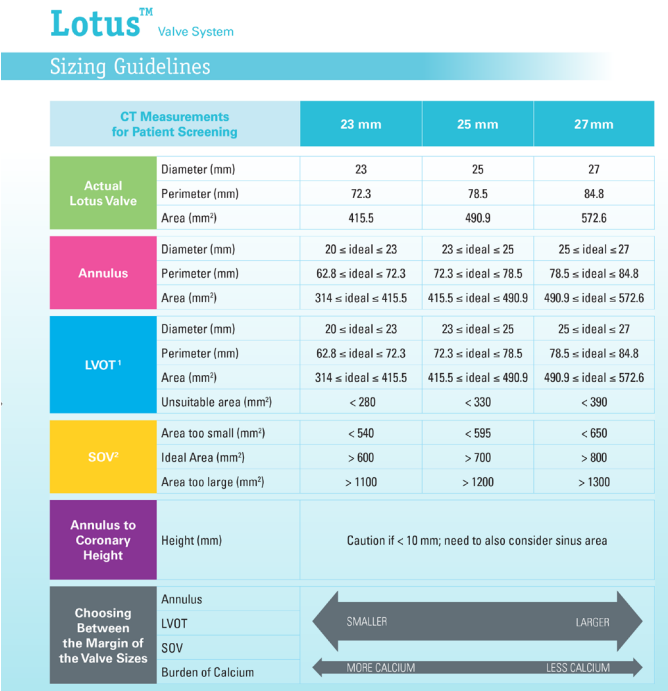 Lotus™ Valve System
Sizing Guidelines
CT Measurements
for Patient Screening
23 mm 25 mm 27 mm
Actual
Lotus Valve
Diameter (mm) 23 25 27
Perimeter (mm) 72.3 78.5 84.8
Area (mm²) 415.5 490.9 572.6
Annulus
Diameter (mm) 20 ≤ ideal ≤ 23 23 ≤ ideal ≤ 25 25 ≤ ideal ≤ 27
Perimeter (mm) 62.8 ≤ ideal ≤ 72.3 72.3 ≤ ideal ≤ 78.5 78.5 ≤ ideal ≤ 84.8
Area (mm²) 314 ≤ ideal ≤ 415.5 415.5 ≤ ideal ≤ 490.9 490.9 ≤ ideal ≤ 572.6
LVOT¹
Diameter (mm) 20 ≤ ideal ≤ 23 23 ≤ ideal ≤ 25 25 ≤ ideal ≤ 27
Perimeter (mm) 62.8 ≤ ideal ≤ 72.3 72.3 ≤ ideal ≤ 78.5 78.5 ≤ ideal ≤ 84.8
Area (mm²) 314 ≤ ideal ≤ 415.5 415.5 ≤ ideal ≤ 490.9 490.9 ≤ ideal ≤ 572.6
Unsuitable area (mm²) < 280 < 330 < 390
SOV²
Area too small (mm²) < 540 < 595 < 650
Ideal Area (mm²) > 600 > 700 > 800
Area too large (mm²) > 1100 > 1200 > 1300
Annulus to
Coronary
Height
Height (mm) Caution if < 10 mm; need to also consider sinus area
Choosing
Between
the Margin of
the Valve Sizes
Annulus
LVOT
SOV
Burden of Calcium
SMALLER LARGER
MORE CALCIUM LESS CALCIUM